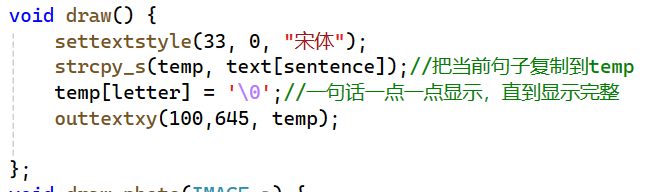 void draw() {
settextstyle(33, 0, "宋体");
strcpy_s(temp, text[sentence]);//把当前句子复制到temp
temp[letter] = '\0';//一句话一点一点显示，直到显示完整
outtextxy(100,645, temp);
};
void draw_photo(IMAGE a) {